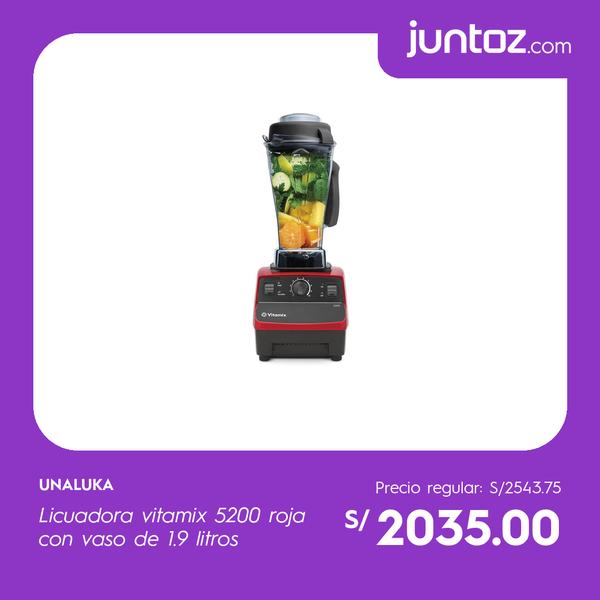 juntoz.com
Vitamix
UNALUKA
Licuadora vitamix 5200 roja
con vaso de 1.9 litros
Precio regular: S/2543.75
S/ 2035.00